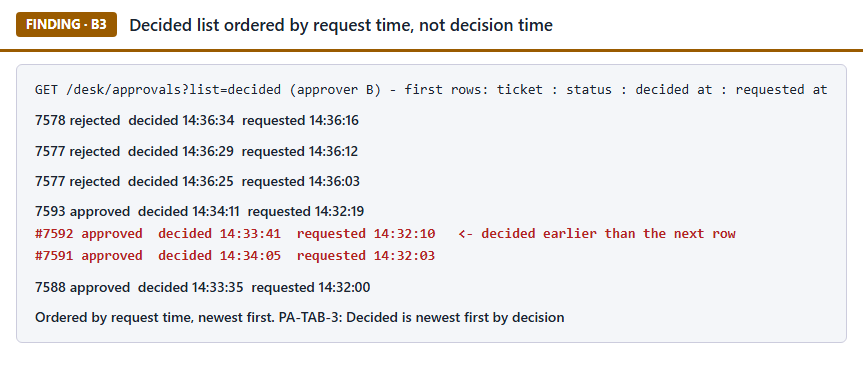 FINDING · B3 Decided list ordered by request time, not decision time
GET /desk/approvals?list=decided (approver B) - first rows: ticket : status : decided at : requested at
7578 rejected decided 14:36:34 requested 14:36:16
7577 rejected decided 14:36:29 requested 14:36:12
7577 rejected decided 14:36:25 requested 14:36:03
7593 approved decided 14:34:11 requested 14:32:19
#7592 approved decided 14:33:41 requested 14:32:10 <- decided earlier than the next row
#7591 approved decided 14:34:05 requested 14:32:03
7588 approved decided 14:33:35 requested 14:32:00
Ordered by request time, newest first. PA-TAB-3: Decided is newest first by decision